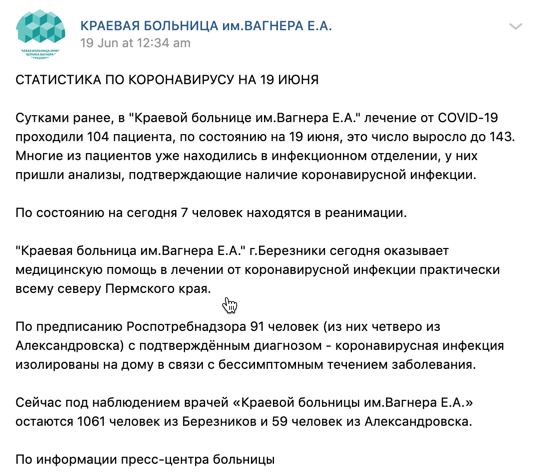 КРАЕВАЯ БОЛЬНИЦА им.ВАГНЕРА Е.А.
19 Jun at 12:34 am
СТАТИСТИКА ПО КОРОНАВИРУСУ НА 19 ИЮНЯ
Сутками ранее, в "Краевой больнице им.Вагнера Е.А." лечение от COVID-19
проходили 104 пациента, по состоянию на 19 июня, это число выросло до 143.
Многие из пациентов уже находились в инфекционном отделении, у них
пришли анализы, подтверждающие наличие коронавирусной инфекции.
По состоянию на сегодня 7 человек находятся в реанимации.
"Краевая больница им.Вагнера Е.А." г.Березники сегодня оказывает
медицинскую помощь в лечении от коронавирусной инфекции практически
всему северу Пермского края.
По предписанию Роспотребнадзора 91 человек (из них четверо из
Александровска) с подтверждённым диагнозом - коронавирусная инфекция
изолированы на дому в связи с бессимптомным течением заболевания.
Сейчас под наблюдением врачей «Краевой больницы им.Вагнера Е.А.»
остаются 1061 человек из Березников и 59 человек из Александровска.
По информации пресс-центра больницы